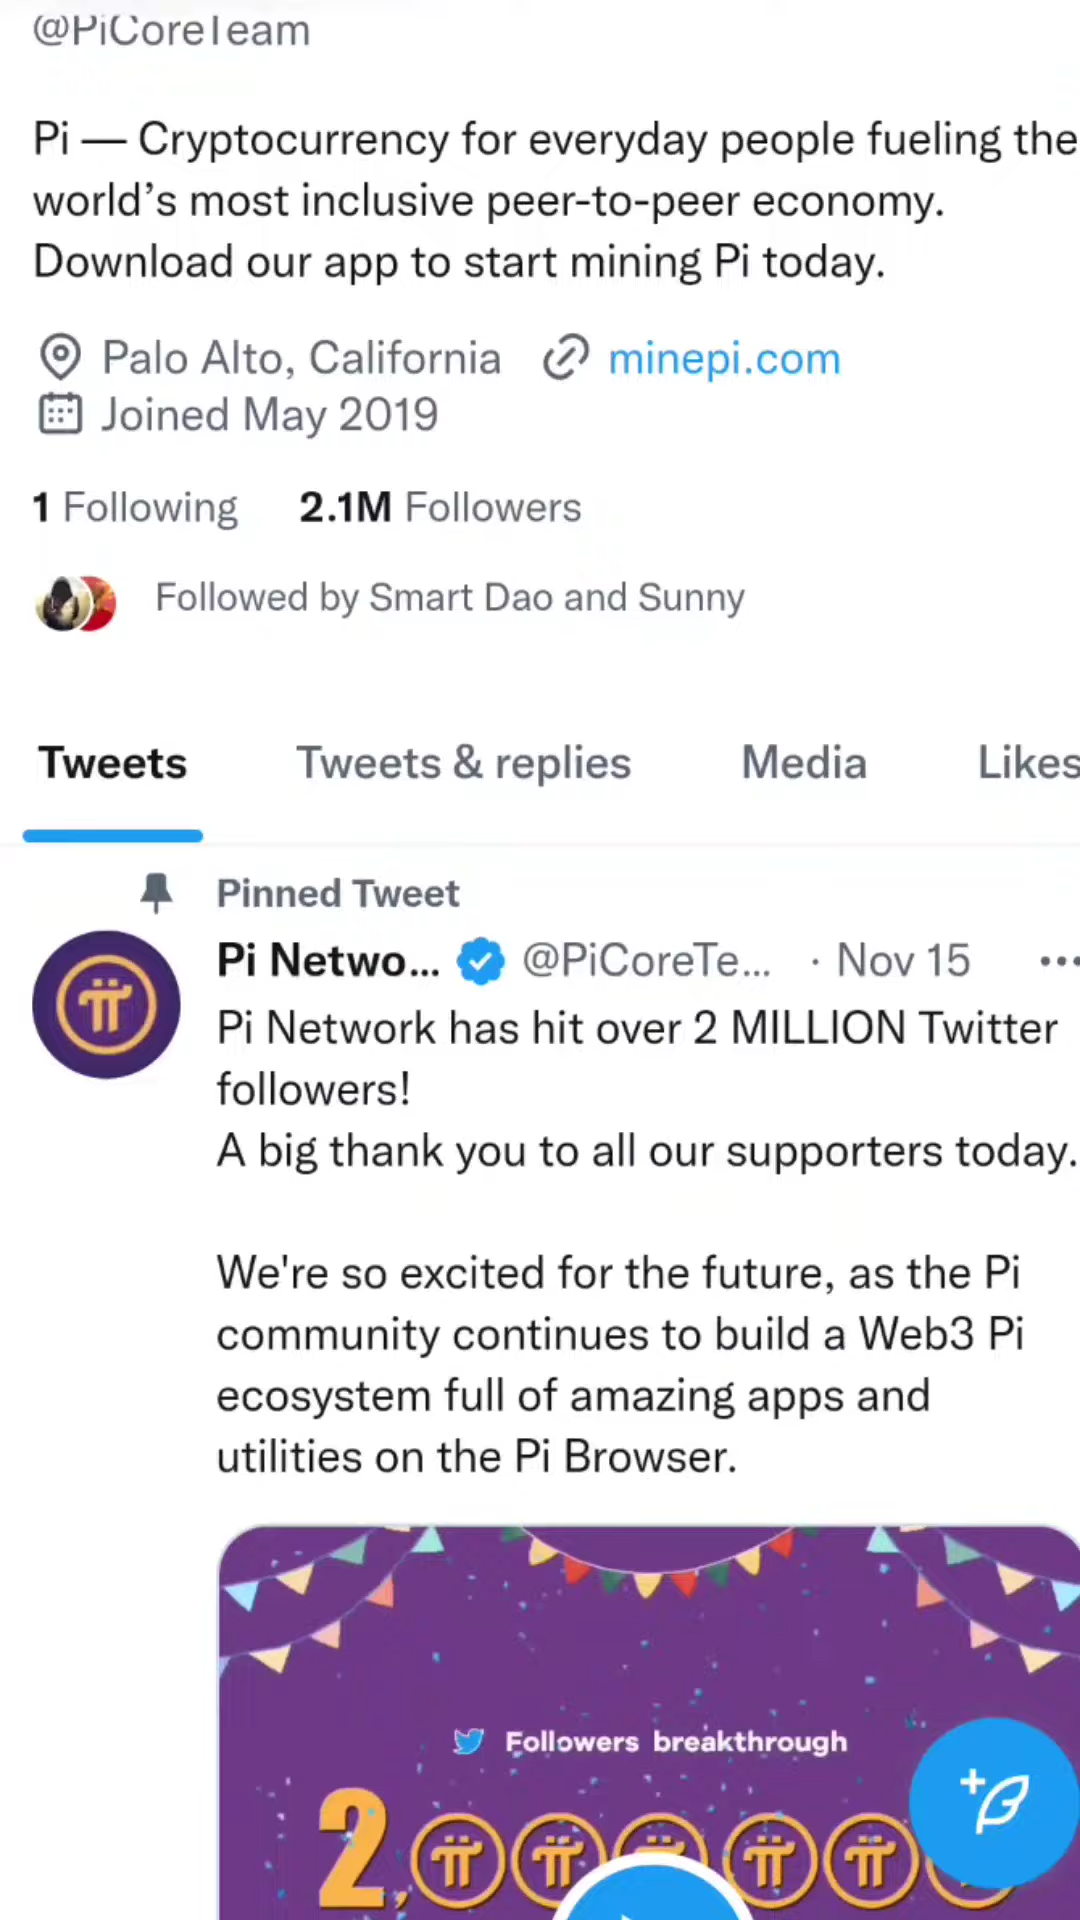 @PiCoreTeam
Pi — Cryptocurrency for everyday people fueling the
world’s most inclusive peer-to-peer economy.
Download our app to start mining Pi today.
Palo Alto, California minepi.com
Joined May 2019
1 Following 2.1M Followers
Followed by Smart Dao and Sunny
Tweets Tweets & replies Media Likes
Pinned Tweet
Pi Netwo... @PiCoreTe... · Nov 15
Pi Network has hit over 2 MILLION Twitter
followers!
A big thank you to all our supporters today.
We're so excited for the future, as the Pi
community continues to build a Web3 Pi
ecosystem full of amazing apps and
utilities on the Pi Browser.
Followers breakthrough
2,